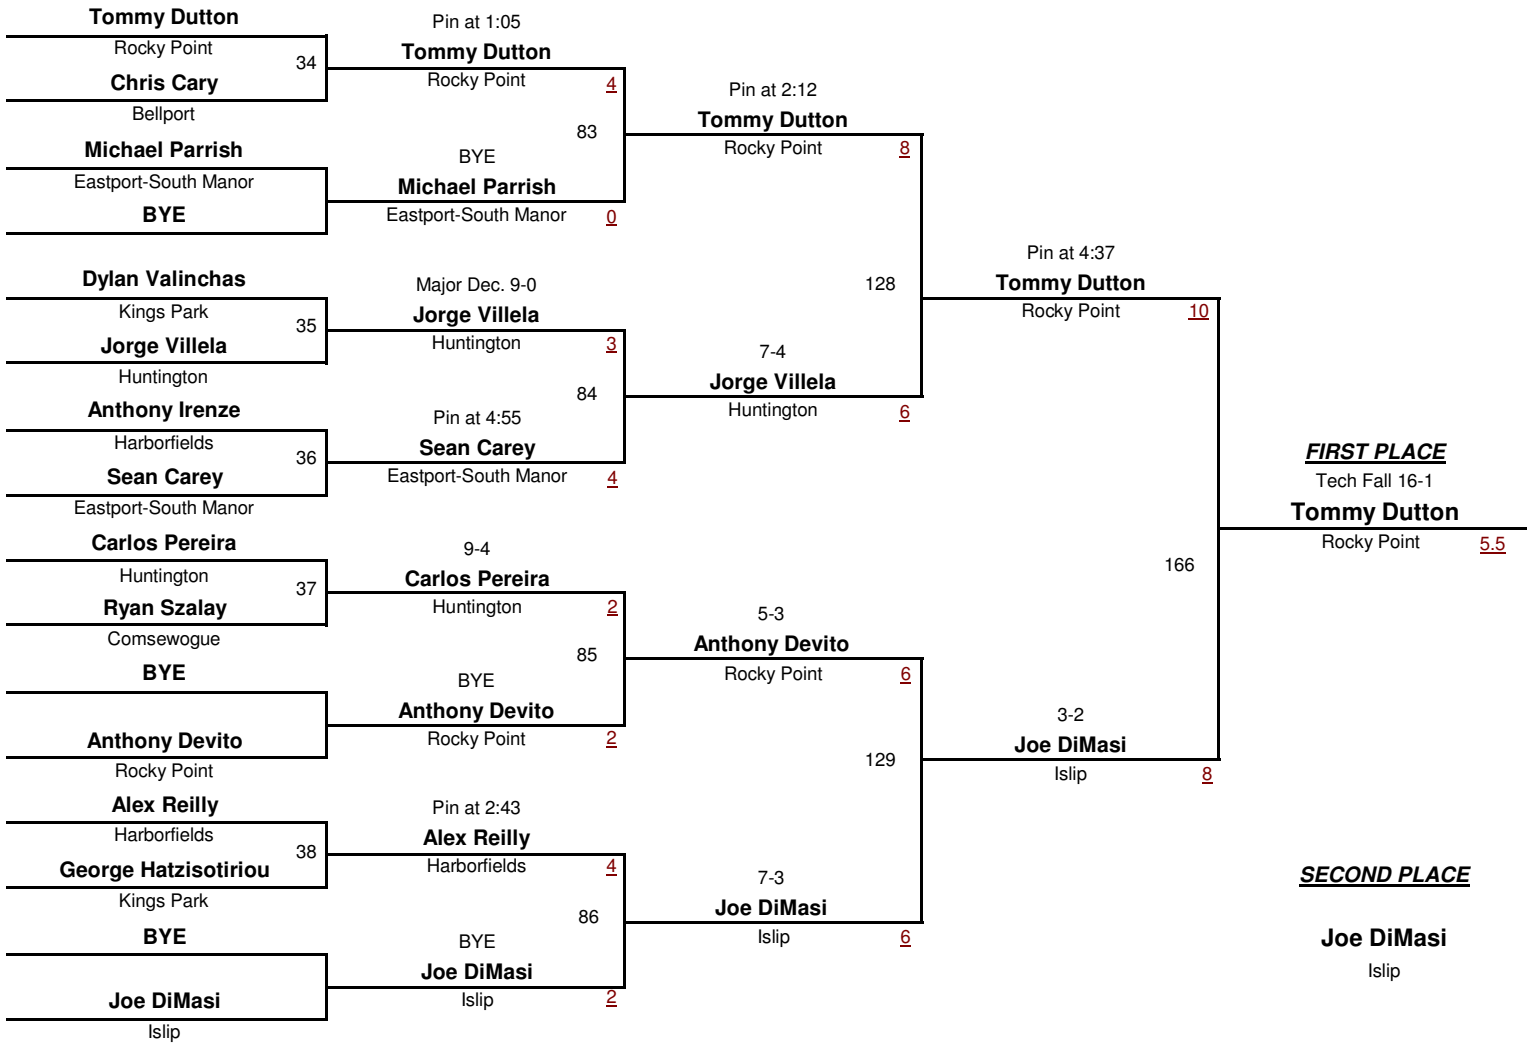 Tommy Dutton
Rocky Point
34
Chris Cary
Bellport
Michael Parrish
Eastport-South Manor
BYE
Dylan Valinchas
Kings Park
35
Jorge Villela
Huntington
Anthony Irenze
Harborfields
36
Sean Carey
Eastport-South Manor
Carlos Pereira
Huntington
37
Ryan Szalay
Comsewogue
BYE
Anthony Devito
Rocky Point
Alex Reilly
Harborfields
38
George Hatzisotiriou
Kings Park
BYE
Joe DiMasi
Islip
Pin at 1:05
Tommy Dutton
Rocky Point 4
83
BYE
Michael Parrish
Eastport-South Manor 0
Major Dec. 9-0
Jorge Villela
Huntington 3
84
Pin at 4:55
Sean Carey
Eastport-South Manor 4
9-4
Carlos Pereira
Huntington 2
85
BYE
Anthony Devito
Rocky Point 2
Pin at 2:43
Alex Reilly
Harborfields 4
86
BYE
Joe DiMasi
Islip 2
Pin at 2:12
Tommy Dutton
Rocky Point 8
128
7-4
Jorge Villela
Huntington 6
5-3
Anthony Devito
Rocky Point 6
129
7-3
Joe DiMasi
Islip 6
Pin at 4:37
Tommy Dutton
Rocky Point 10
166
3-2
Joe DiMasi
Islip 8
FIRST PLACE
Tech Fall 16-1
Tommy Dutton
Rocky Point 5.5
SECOND PLACE
Joe DiMasi
Islip